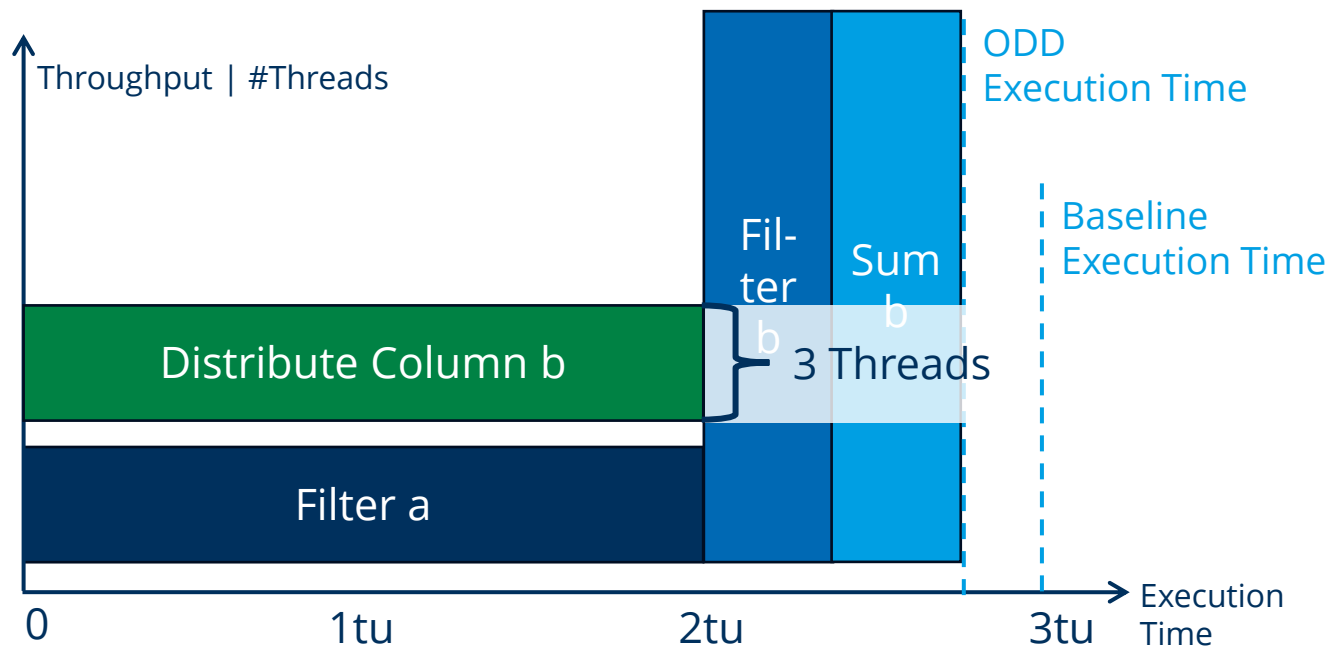 Throughput | #Threads
ODD
Execution Time
Baseline
Execution Time
Fil-
ter
b
Sum
b
Distribute Column b
3 Threads
Filter a
0
1tu
2tu
3tu
Execution
Time